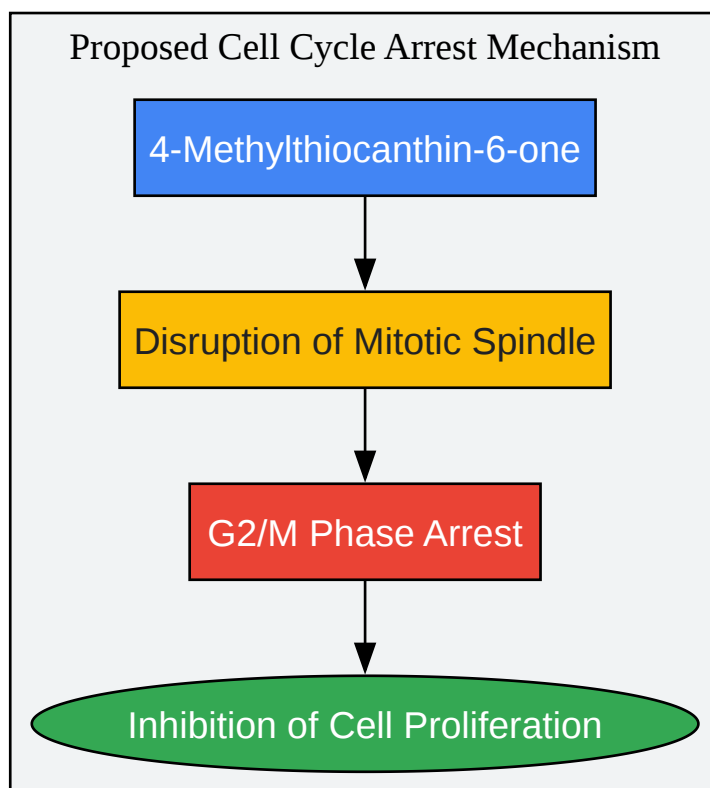 Proposed Cell Cycle Arrest Mechanism
4-Methylthiocanthin-6-one
Disruption of Mitotic Spindle
G2/M Phase Arrest
Inhibition of Cell Proliferation